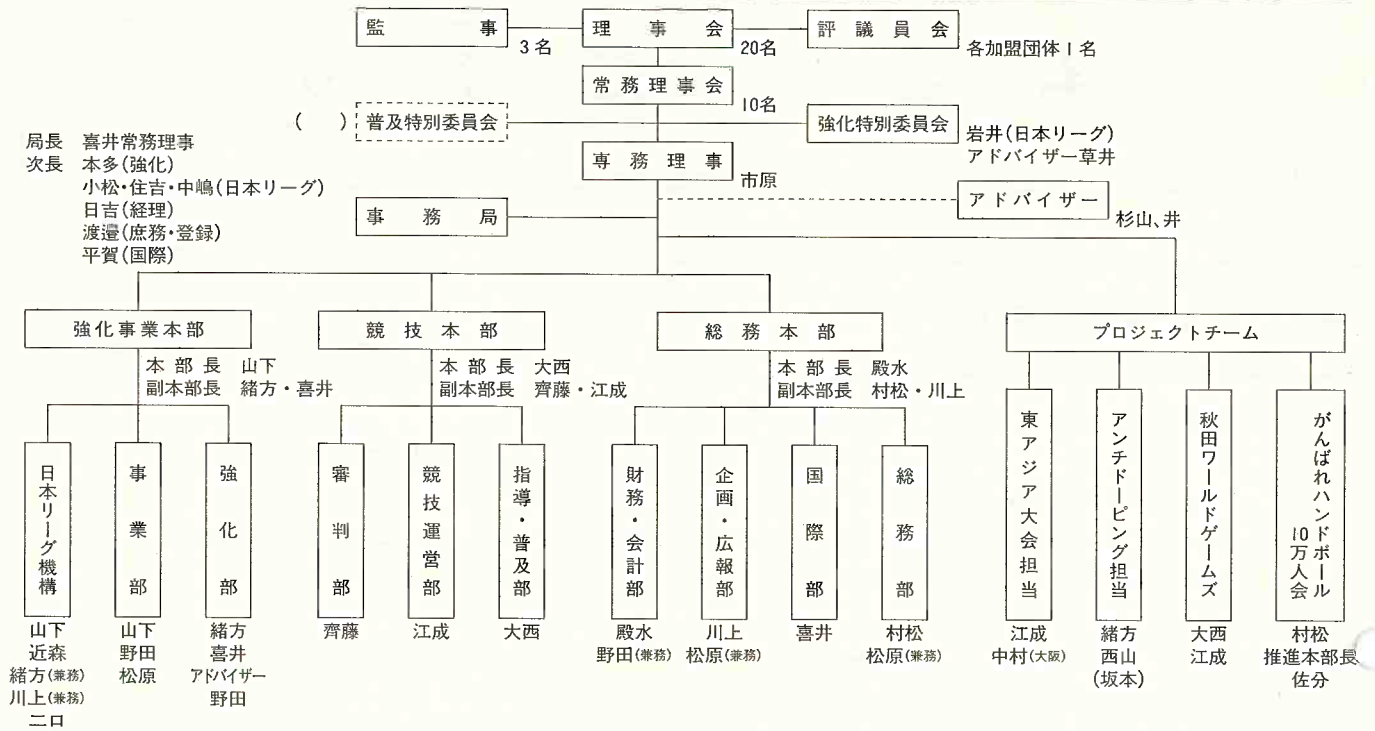 監事
3名
理事会
20名
評議員会
各加盟団体1名
常務理事会
10名
( )
普及特別委員会
強化特別委員会
岩井(日本リーグ)
アドバイザー草井
局長 喜井常務理事
次長 本多(強化)
小松・住吉・中嶋(日本リーグ)
日吉(経理)
渡邉(庶務・登録)
平賀(国際)
専務理事
市原
アドバイザー
杉山、井
事務局
強化事業本部
本部長 山下
副本部長 緒方・喜井
競技本部
本部長 大西
副本部長 齊藤・江成
総務本部
本部長 殿水
副本部長 村松・川上
プロジェクトチーム
日本リーグ機構
山下
近森
緒方(兼務)
川上(兼務)
二口
事業部
山下
野田
松原
強化部
緒方
喜井
アドバイザー
野田
審判部
齊藤
競技運営部
江成
指導・普及部
大西
財務・会計部
殿水
野田(兼務)
企画・広報部
川上
松原(兼務)
国際部
喜井
総務部
村松
松原(兼務)
東アジア大会担当
江成
中村(大阪)
アンチドーピング担当
緒方
西山
(坂本)
秋田ワールドゲームズ
大西
江成
がんばれハンドボール
10万人会
村松
推進本部長
佐分